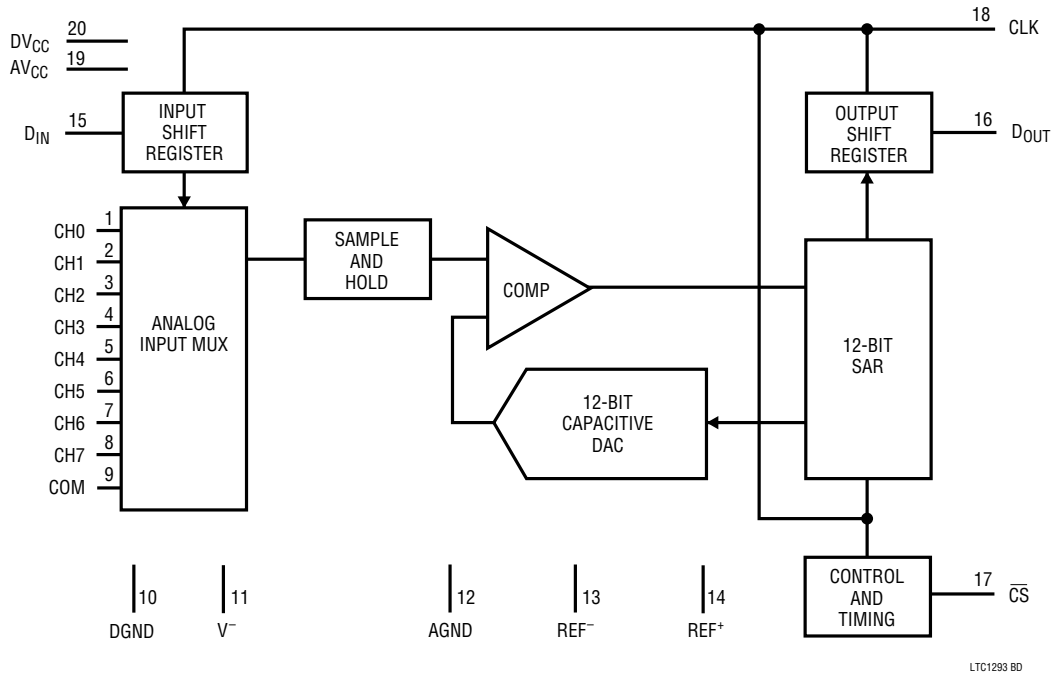 DVCC 20
AVCC 19
18 CLK
DIN 15
INPUT
SHIFT
REGISTER
OUTPUT
SHIFT
REGISTER
16 DOUT
CH0 1
CH1 2
CH2 3
CH3 4
CH4 5
CH5 6
CH6 7
CH7 8
COM 9
ANALOG
INPUT MUX
SAMPLE
AND
HOLD
COMP
12-BIT
CAPACITIVE
DAC
12-BIT
SAR
CONTROL
AND
TIMING
17 C̅S̅
10
DGND
11
V⁻
12
AGND
13
REF⁻
14
REF⁺
LTC1293 BD